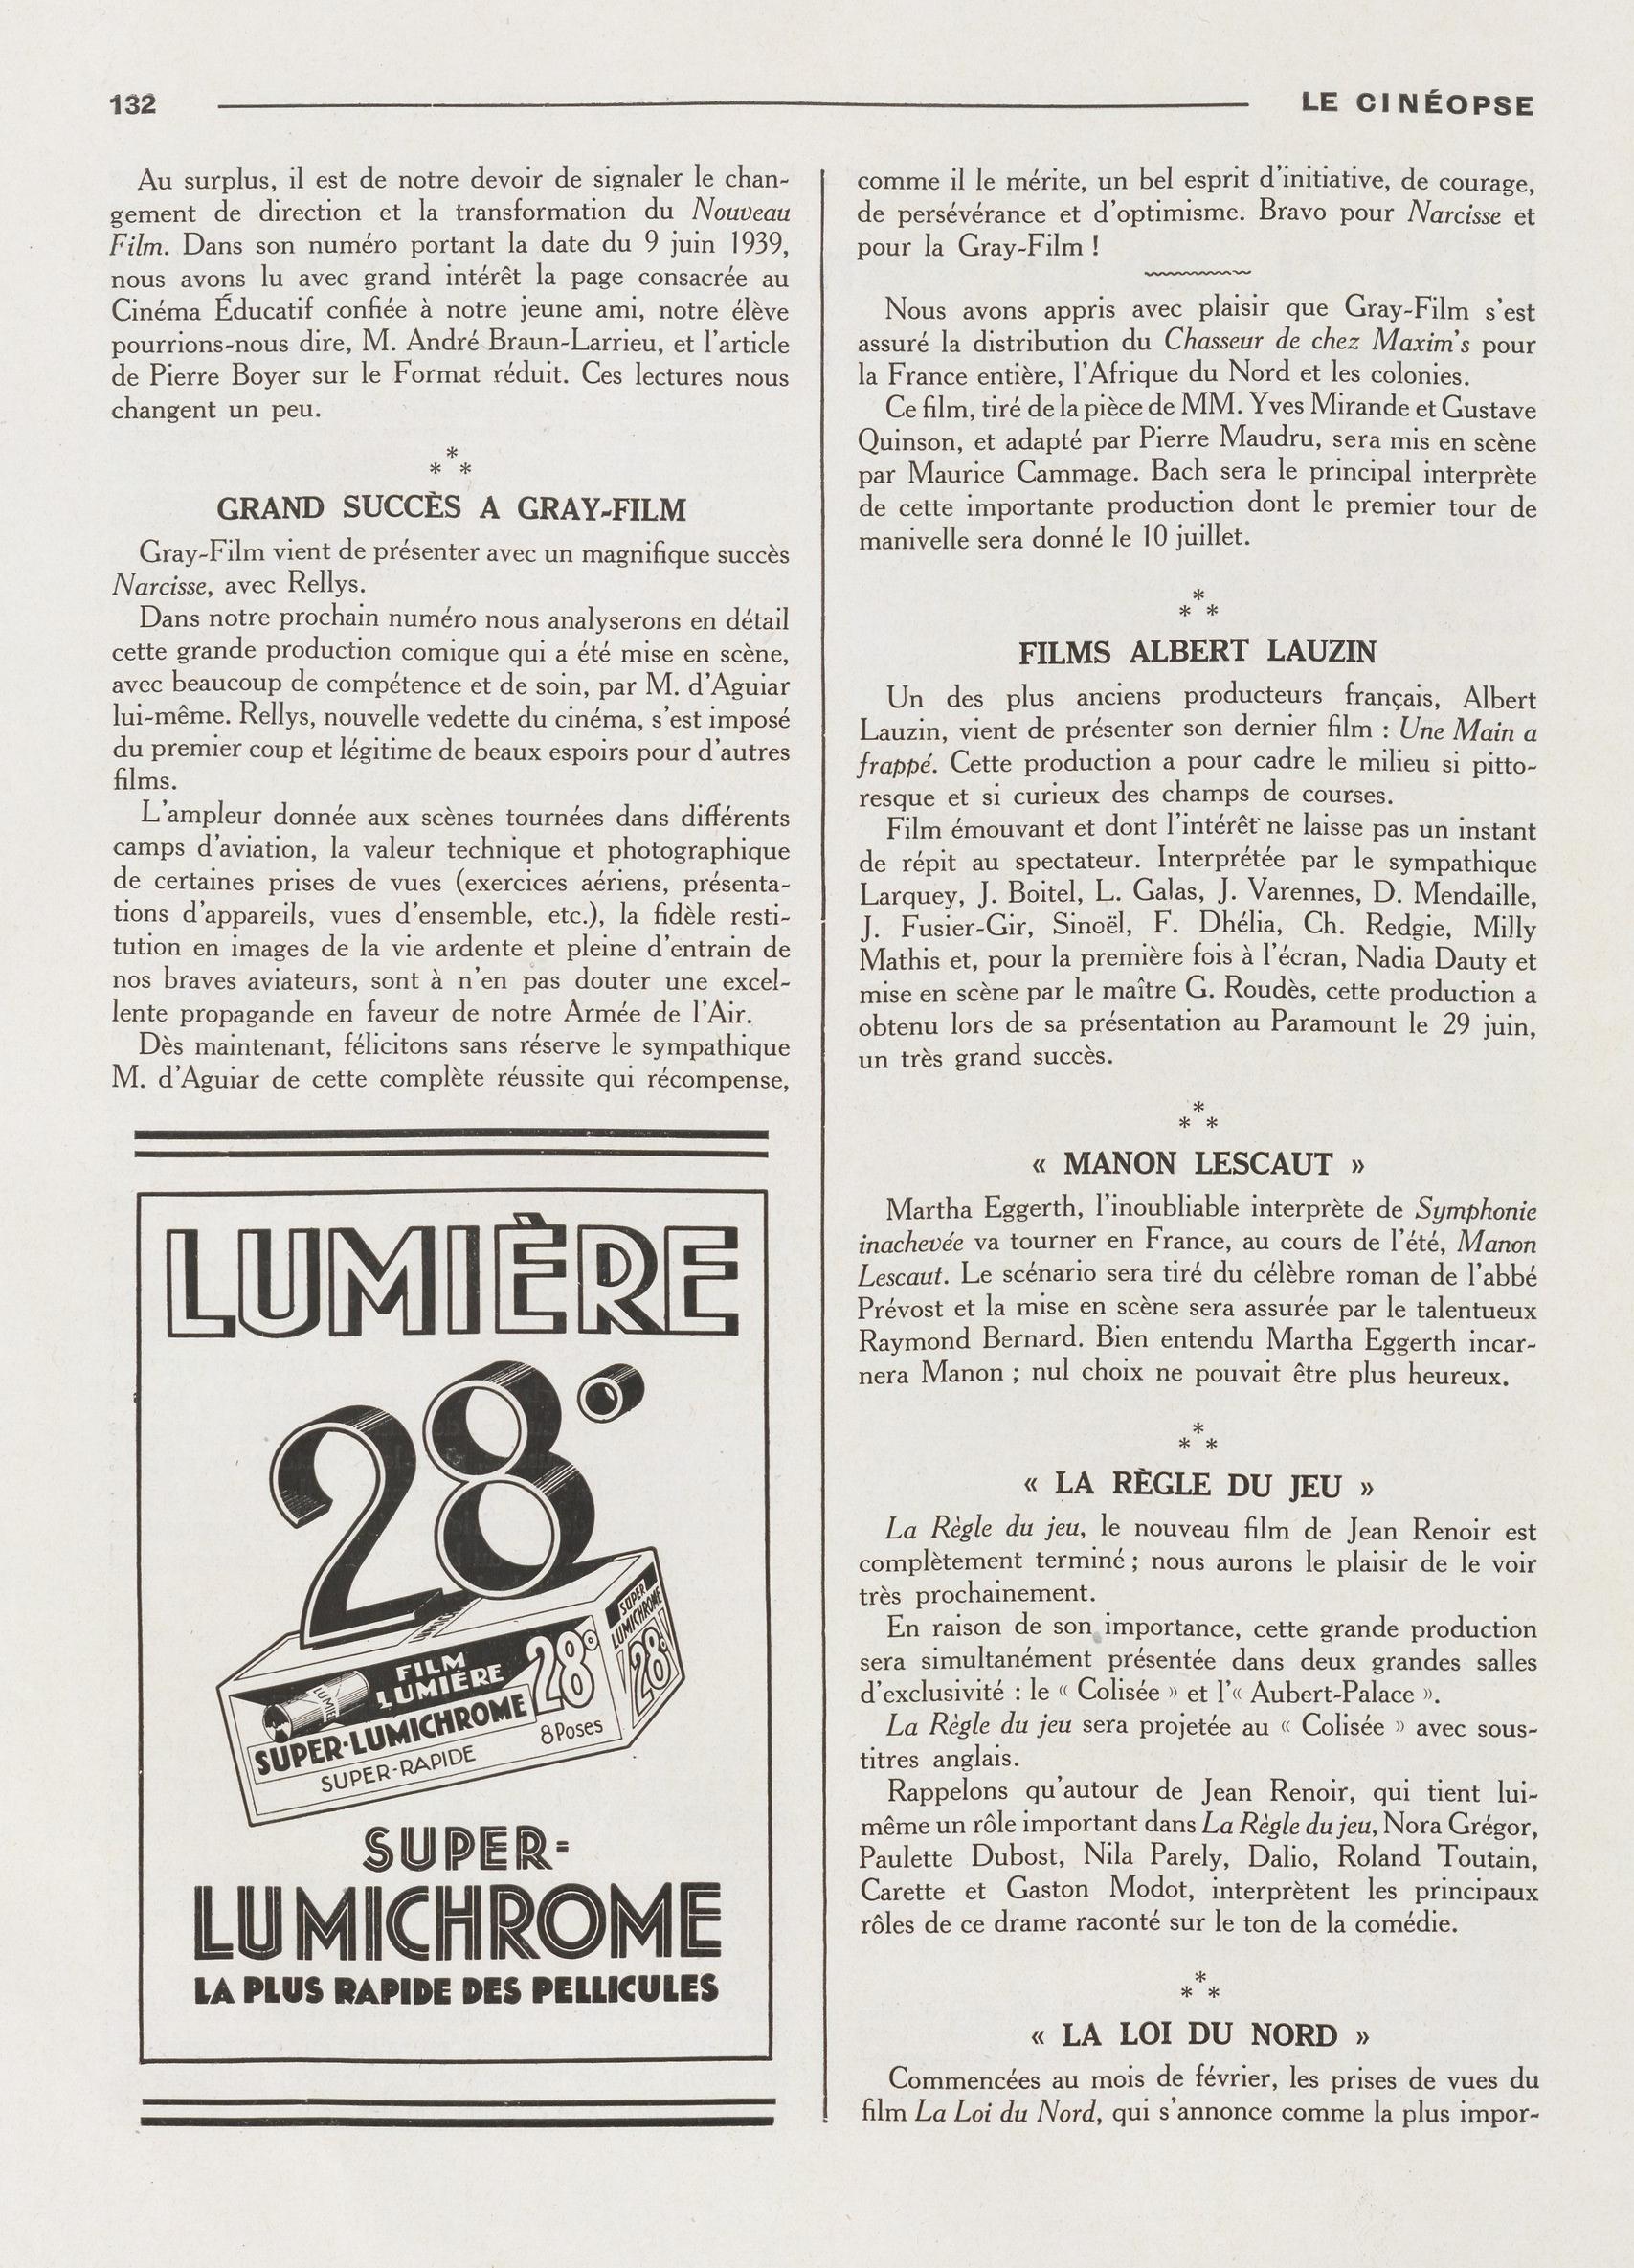 132
LE CINÉOPSE
Au surplus, il est de notre devoir de signaler le chan-
gement de direction et la transformation du Nouveau
Film. Dans son numéro portant la date du 9 juin 1939,
nous avons lu avec grand intérêt la page consacrée au
Cinéma Éducatif confiée à notre jeune ami, notre élève
pourrions-nous dire, M. André Braun-Larrieu, et l'article
de Pierre Boyer sur le Format réduit. Ces lectures nous
changent un peu.
*
* *
GRAND SUCCÈS A GRAY-FILM
Gray-Film vient de présenter avec un magnifique succès
Narcisse, avec Rellys.
Dans notre prochain numéro nous analyserons en détail
cette grande production comique qui a été mise en scène,
avec beaucoup de compétence et de soin, par M. d'Aguiar
lui-même. Rellys, nouvelle vedette du cinéma, s'est imposé
du premier coup et légitime de beaux espoirs pour d'autres
films.
L'ampleur donnée aux scènes tournées dans différents
camps d'aviation, la valeur technique et photographique
de certaines prises de vues (exercices aériens, présenta-
tions d'appareils, vues d'ensemble, etc.), la fidèle resti-
tution en images de la vie ardente et pleine d'entrain de
nos braves aviateurs, sont à n'en pas douter une excel-
lente propagande en faveur de notre Armée de l'Air.
Dès maintenant, félicitons sans réserve le sympathique
M. d'Aguiar de cette complète réussite qui récompense,
LUMIÈRE
28°
FILM
LUMIÈRE
28°
SUPER-LUMICHROME
SUPER-RAPIDE
8 Poses
LUMIÈRE
SUPER
LUMICHROME
28°
SUPER-
LUMICHROME
LA PLUS RAPIDE DES PELLICULES
comme il le mérite, un bel esprit d'initiative, de courage,
de persévérance et d'optimisme. Bravo pour Narcisse et
pour la Gray-Film !
Nous avons appris avec plaisir que Gray-Film s'est
assuré la distribution du Chasseur de chez Maxim's pour
la France entière, l'Afrique du Nord et les colonies.
Ce film, tiré de la pièce de MM. Yves Mirande et Gustave
Quinson, et adapté par Pierre Maudru, sera mis en scène
par Maurice Cammage. Bach sera le principal interprète
de cette importante production dont le premier tour de
manivelle sera donné le 10 juillet.
*
* *
FILMS ALBERT LAUZIN
Un des plus anciens producteurs français, Albert
Lauzin, vient de présenter son dernier film : Une Main a
frappé. Cette production a pour cadre le milieu si pitto-
resque et si curieux des champs de courses.
Film émouvant et dont l'intérêt ne laisse pas un instant
de répit au spectateur. Interprétée par le sympathique
Larquey, J. Boitel, L. Galas, J. Varennes, D. Mendaille,
J. Fusier-Gir, Sinoël, F. Dhélia, Ch. Redgie, Milly
Mathis et, pour la première fois à l'écran, Nadia Dauty et
mise en scène par le maître G. Roudès, cette production a
obtenu lors de sa présentation au Paramount le 29 juin,
un très grand succès.
*
* *
« MANON LESCAUT »
Martha Eggerth, l'inoubliable interprète de Symphonie
inachevée va tourner en France, au cours de l'été, Manon
Lescaut. Le scénario sera tiré du célèbre roman de l'abbé
Prévost et la mise en scène sera assurée par le talentueux
Raymond Bernard. Bien entendu Martha Eggerth incar-
nera Manon ; nul choix ne pouvait être plus heureux.
*
* *
« LA RÈGLE DU JEU »
La Règle du jeu, le nouveau film de Jean Renoir est
complètement terminé ; nous aurons le plaisir de le voir
très prochainement.
En raison de son importance, cette grande production
sera simultanément présentée dans deux grandes salles
d'exclusivité : le « Colisée » et l'« Aubert-Palace ».
La Règle du jeu sera projetée au « Colisée » avec sous-
titres anglais.
Rappelons qu'autour de Jean Renoir, qui tient lui-
même un rôle important dans La Règle du jeu, Nora Grégor,
Paulette Dubost, Nila Parely, Dalio, Roland Toutain,
Carette et Gaston Modot, interprètent les principaux
rôles de ce drame raconté sur le ton de la comédie.
*
* *
« LA LOI DU NORD »
Commencées au mois de février, les prises de vues du
film La Loi du Nord, qui s'annonce comme la plus impor-